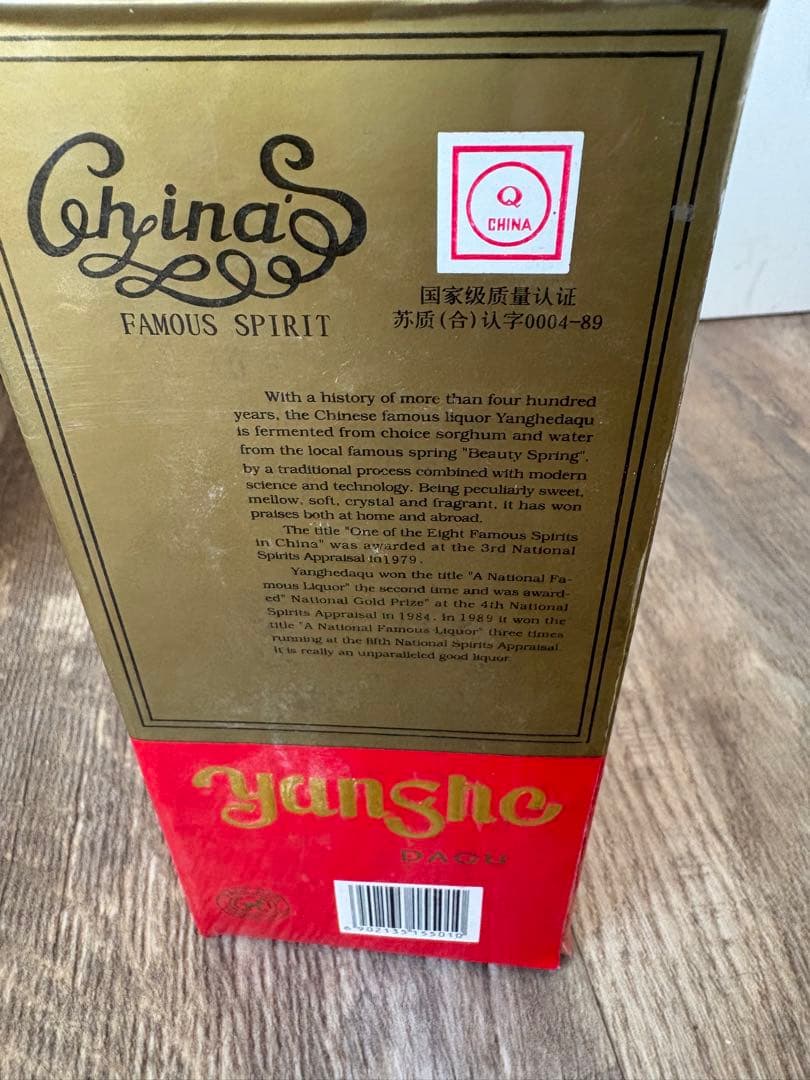 China's
FAMOUS SPIRIT
Q
CHINA
国家级质量认证
苏质(合)认字0004-89
With a history of more than four hundred
years, the Chinese famous liquor Yanghedaqu
is fermented from choice sorghum and water
from the local famous spring "Beauty Spring",
by a traditional process combined with modern
science and technology. Being peculiarly sweet,
mellow, soft, crystal and fragrant, it has won
praises both at home and abroad.
The title "One of the Eight Famous Spirits
in China" was awarded at the 3rd National
Spirits Appraisal in1979.
Yanghedaqu won the title "A National Fa-
mous Liquor" the second time and was award-
ed" National Gold Prize" at the 4th National
Spirits Appraisal in 1984. in 1989 it won the
title "A National Famous Liquor" three times
running at the fifth National Spirits Appraisal.
It is really an unparalleled good liquor.
yanghe
DAQU
6 902135 155010